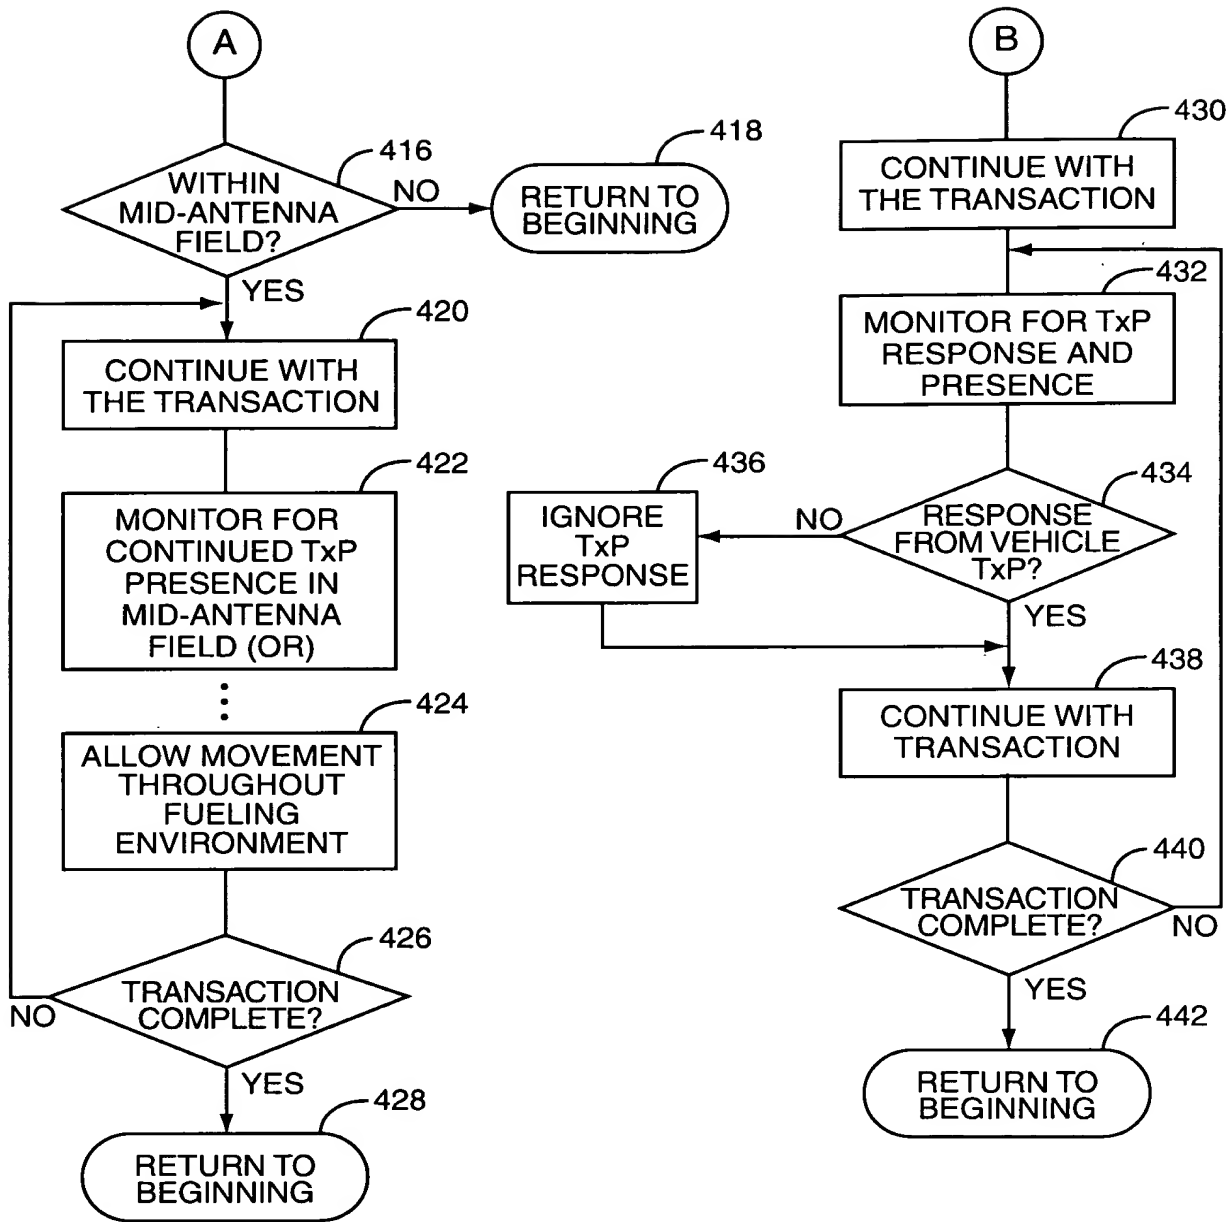 A
416
WITHIN
MID-ANTENNA
FIELD?
NO
418
RETURN TO
BEGINNING
YES
420
CONTINUE WITH
THE TRANSACTION
422
MONITOR FOR
CONTINUED TxP
PRESENCE IN
MID-ANTENNA
FIELD (OR)
424
ALLOW MOVEMENT
THROUGHOUT
FUELING
ENVIRONMENT
426
TRANSACTION
COMPLETE?
NO
YES
428
RETURN TO
BEGINNING
B
430
CONTINUE WITH
THE TRANSACTION
432
MONITOR FOR TxP
RESPONSE AND
PRESENCE
434
RESPONSE
FROM VEHICLE
TxP?
NO
436
IGNORE
TxP
RESPONSE
YES
438
CONTINUE WITH
TRANSACTION
440
TRANSACTION
COMPLETE?
NO
YES
442
RETURN TO
BEGINNING